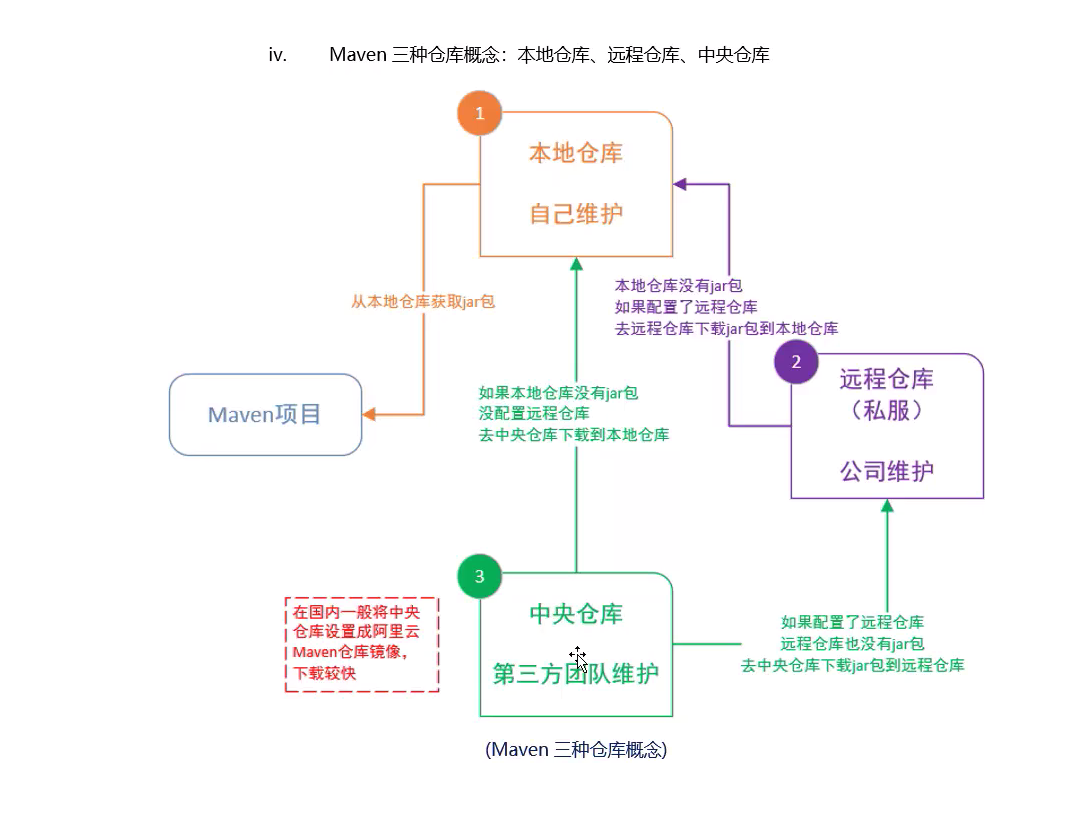 iv. Maven 三种仓库概念：本地仓库、远程仓库、中央仓库
1
本地仓库
自己维护
从本地仓库获取jar包
本地仓库没有jar包
如果配置了远程仓库
去远程仓库下载jar包到本地仓库
2
远程仓库
（私服）
公司维护
Maven项目
如果本地仓库没有jar包
没配置远程仓库
去中央仓库下载到本地仓库
3
中央仓库
第三方团队维护
在国内一般将中央
仓库设置成阿里云
Maven仓库镜像，
下载较快
如果配置了远程仓库
远程仓库也没有jar包
去中央仓库下载jar包到远程仓库
(Maven 三种仓库概念)